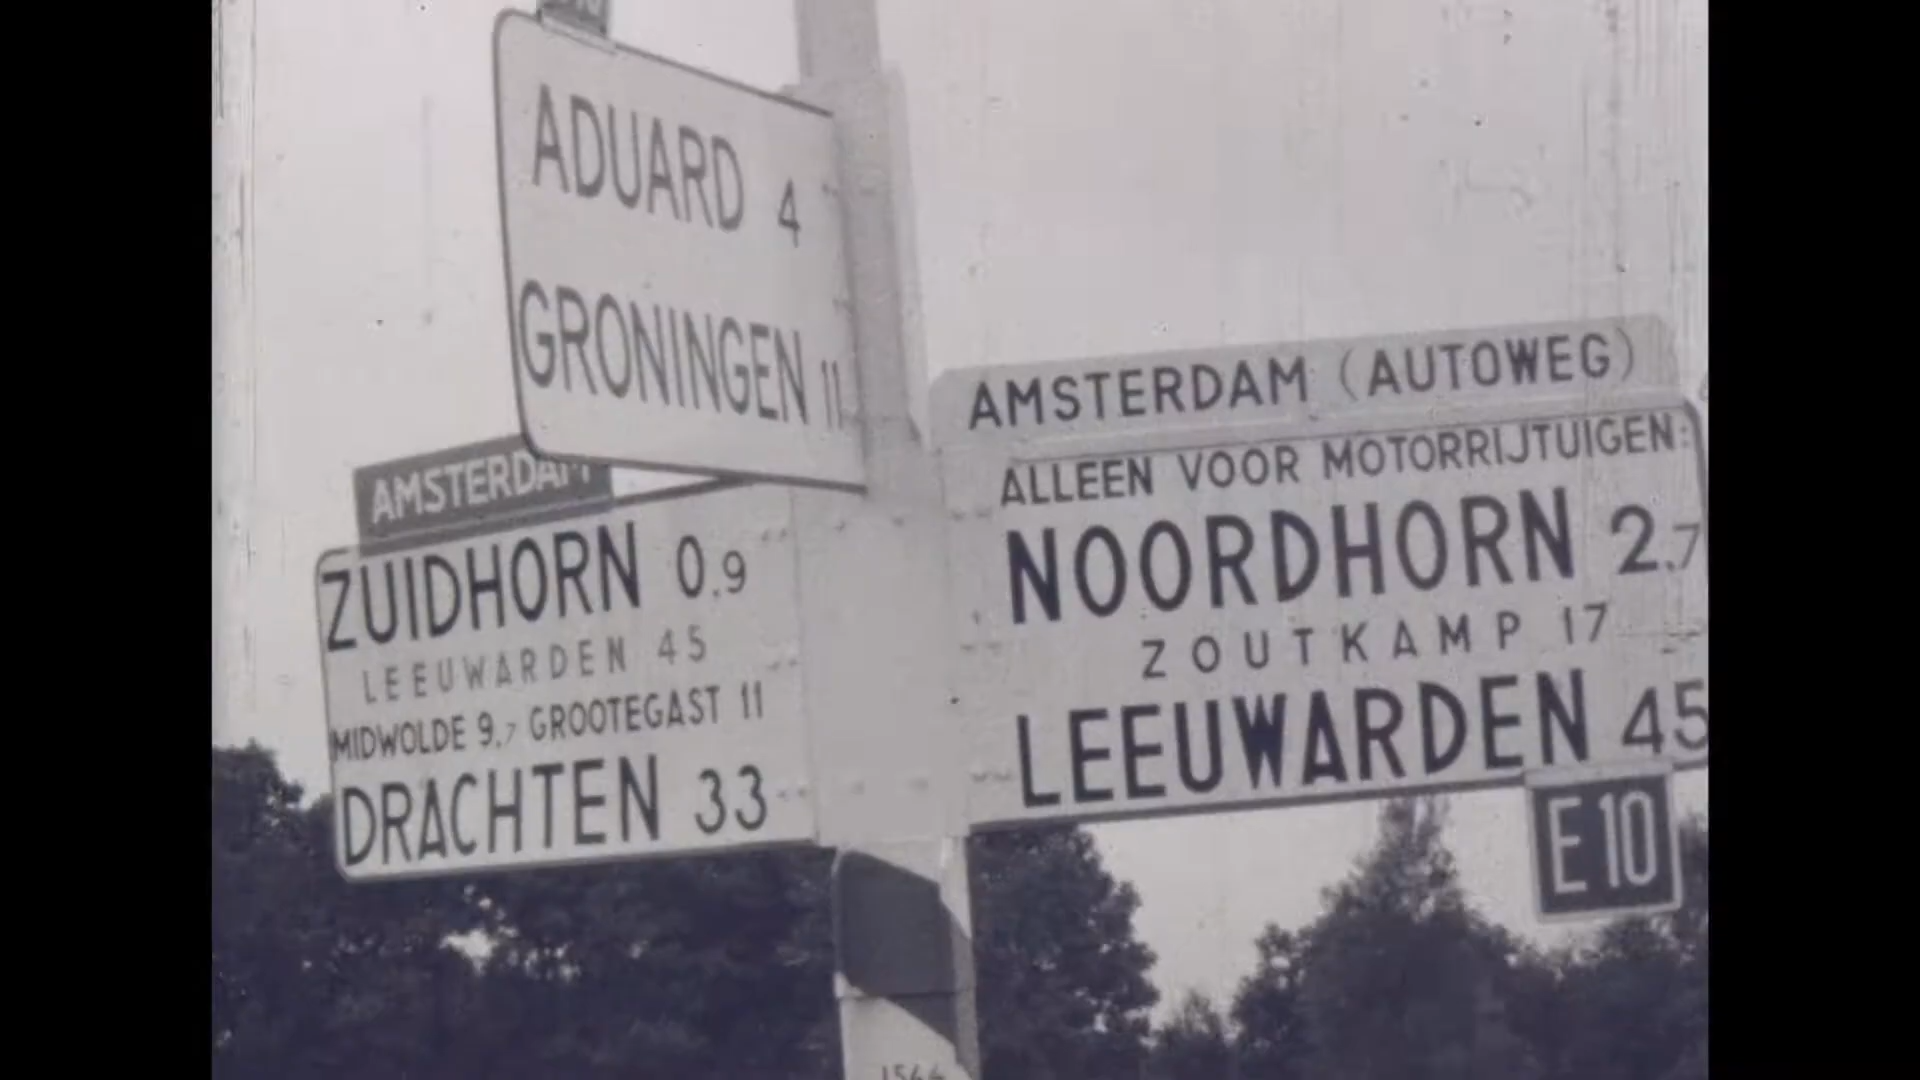 ADUARD 4
GRONINGEN 11
AMSTERDAM
ZUIDHORN 0,9
LEEUWARDEN 45
MIDWOLDE 9,7 GROOTEGAST 11
DRACHTEN 33
AMSTERDAM (AUTOWEG)
ALLEEN VOOR MOTORRIJTUIGEN:
NOORDHORN 2,7
ZOUTKAMP 17
LEEUWARDEN 45
E10